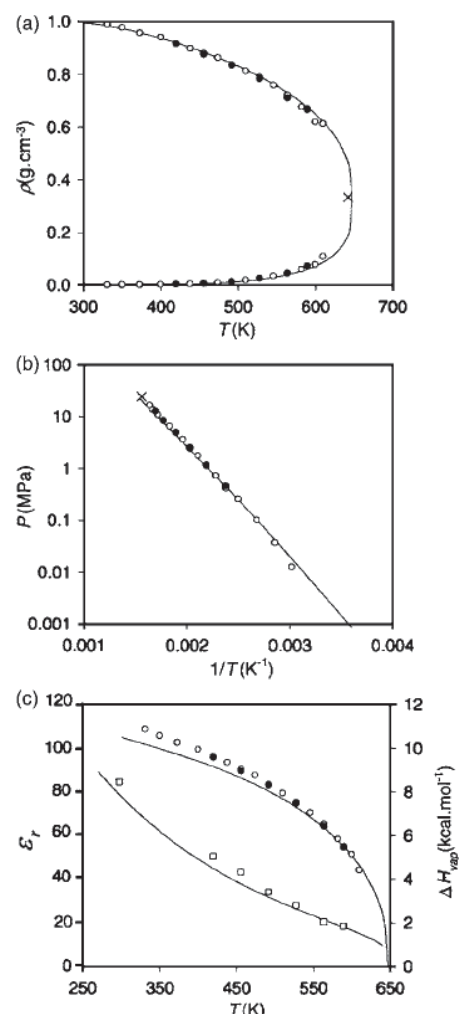 (a)
1.0
0.8
0.6
0.4
0.2
0.0
ρ(g.cm⁻³)
300 400 500 600 700
T(K)
(b)
100
10
1
0.1
0.01
0.001
P(MPa)
0.001 0.002 0.003 0.004
1/T(K⁻¹)
(c)
120
100
80
60
40
20
0
εᵣ
12
10
8
6
4
2
0
ΔH_vap(kcal.mol⁻¹)
250 350 450 550 650
T(K)